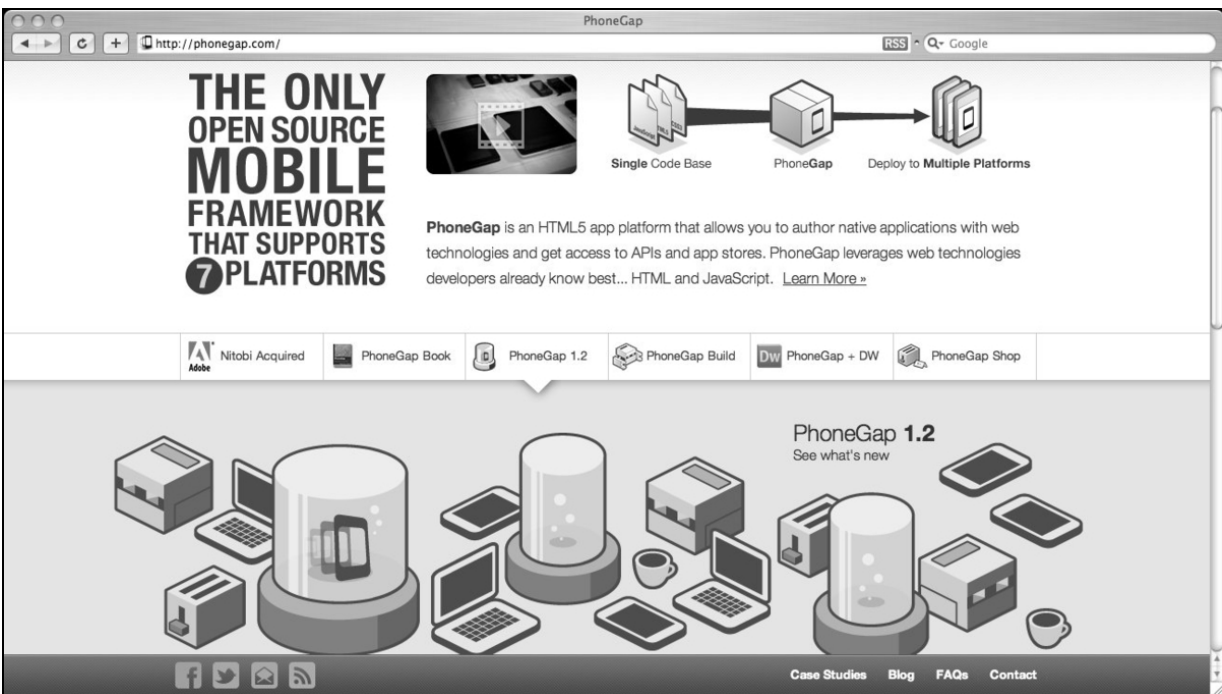 PhoneGap
http://phonegap.com/
RSS
Google
THE ONLY
OPEN SOURCE
MOBILE
FRAMEWORK
THAT SUPPORTS
7 PLATFORMS
JavaScript
HTML5
CSS3
Single Code Base
PhoneGap
Deploy to Multiple Platforms
PhoneGap is an HTML5 app platform that allows you to author native applications with web
technologies and get access to APIs and app stores. PhoneGap leverages web technologies
developers already know best... HTML and JavaScript. Learn More »
Adobe
Nitobi Acquired
PhoneGap Book
PhoneGap 1.2
PhoneGap Build
Dw
PhoneGap + DW
PhoneGap Shop
PhoneGap 1.2
See what's new
Case Studies
Blog
FAQs
Contact